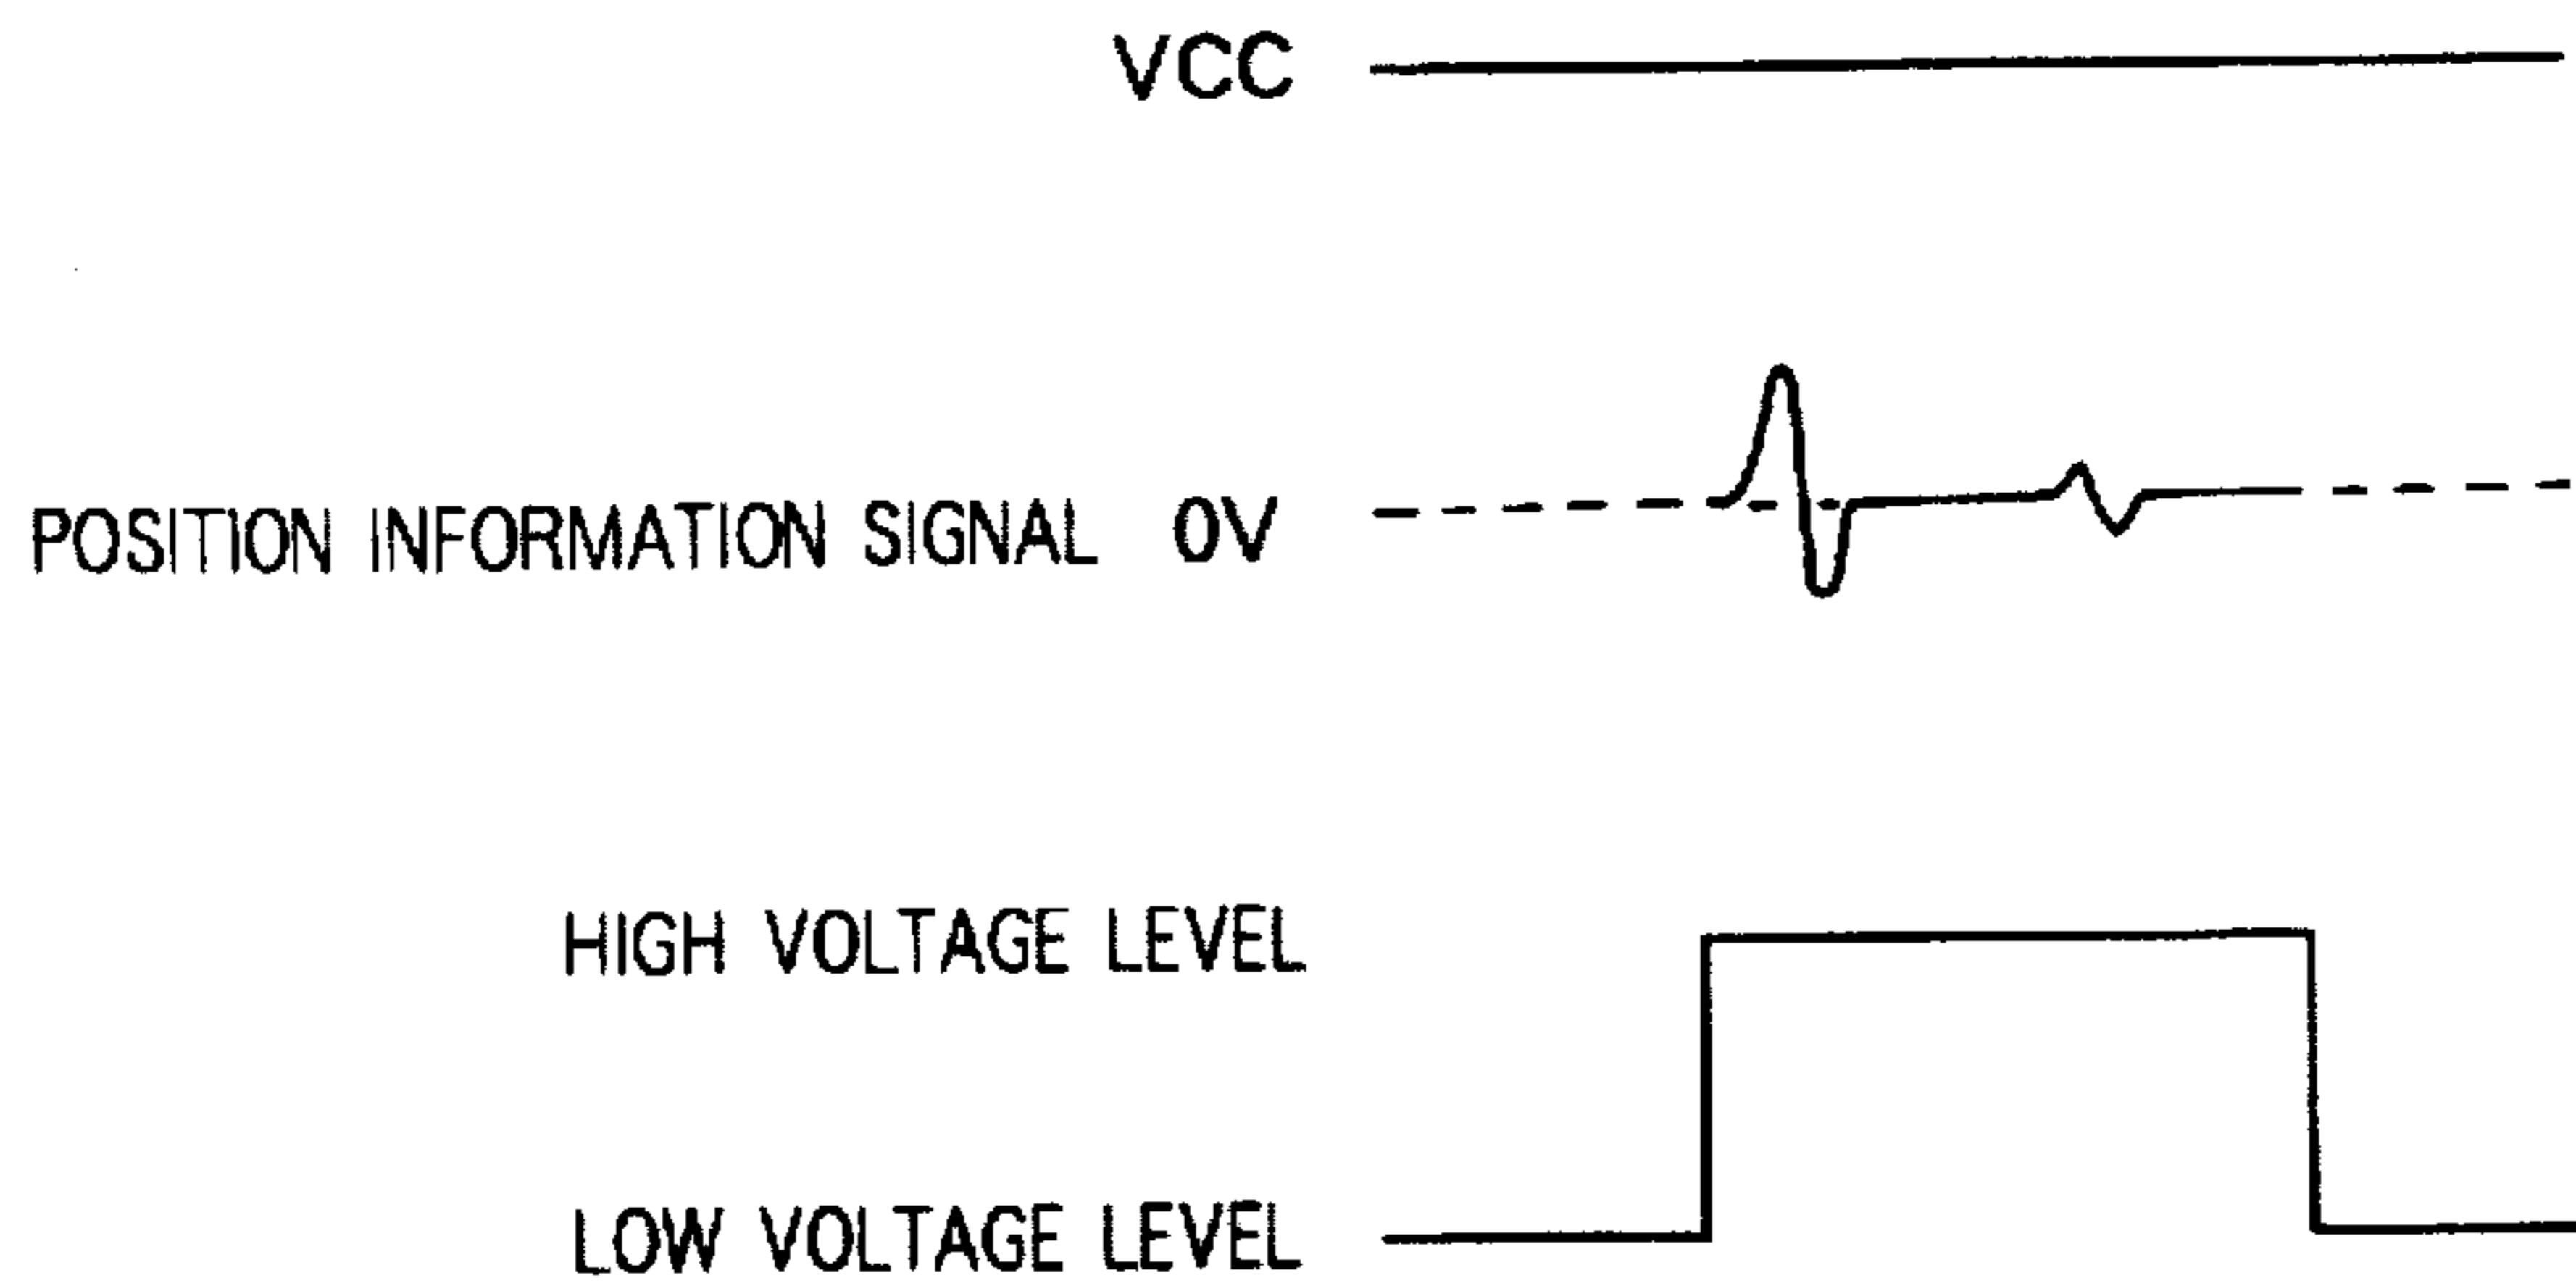 VCC
POSITION INFORMATION SIGNAL 0V
HIGH VOLTAGE LEVEL
LOW VOLTAGE LEVEL